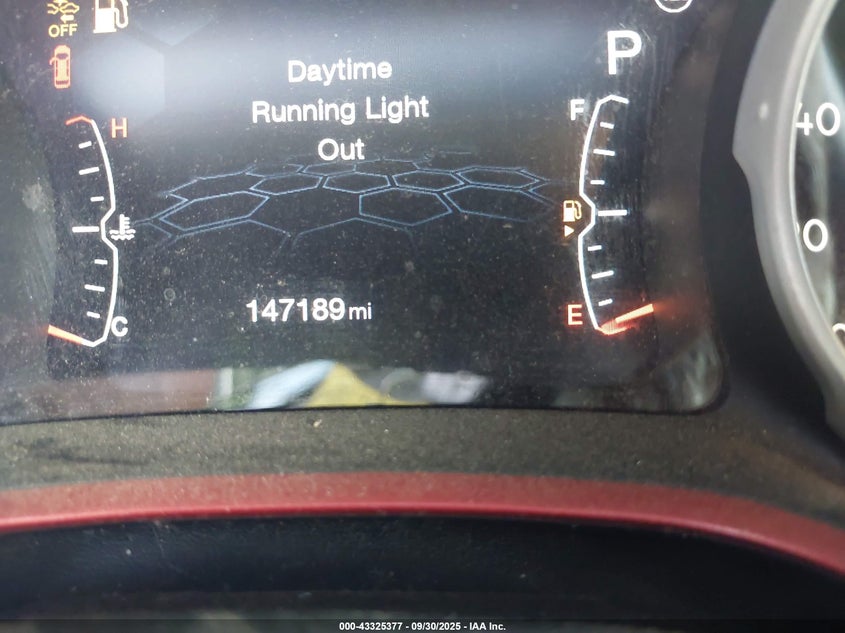 OFF
P
Daytime
Running Light
Out
H
F
40
E
C
147189 mi
000-43325377 - 09/30/2025 - IAA Inc.